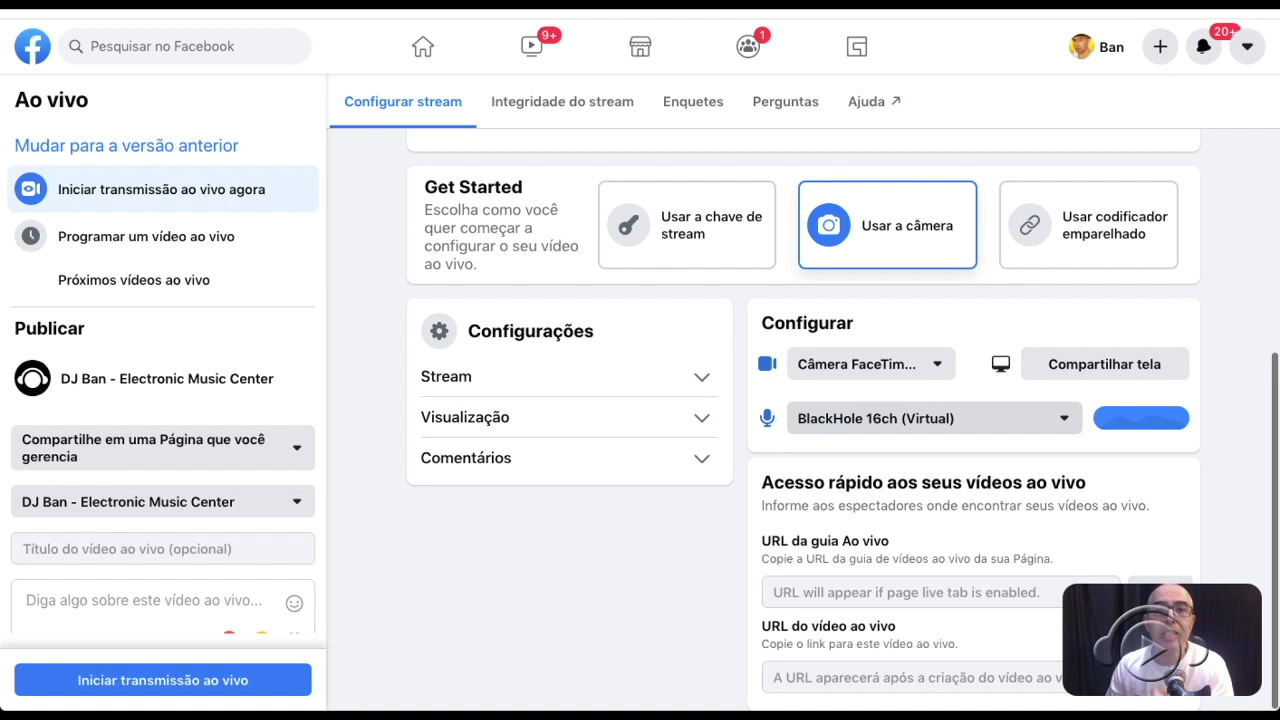 Pesquisar no Facebook
9+
1
Ban
20+
Ao vivo
Mudar para a versão anterior
Iniciar transmissão ao vivo agora
Programar um vídeo ao vivo
Próximos vídeos ao vivo
Publicar
DJ Ban - Electronic Music Center
Compartilhe em uma Página que você
gerencia
DJ Ban - Electronic Music Center
Título do vídeo ao vivo (opcional)
Diga algo sobre este vídeo ao vivo...
Iniciar transmissão ao vivo
Configurar stream
Integridade do stream
Enquetes
Perguntas
Ajuda
Get Started
Escolha como você
quer começar a
configurar o seu vídeo
ao vivo.
Usar a chave de
stream
Usar a câmera
Usar codificador
emparelhado
Configurações
Stream
Visualização
Comentários
Configurar
Câmera FaceTim...
Compartilhar tela
BlackHole 16ch (Virtual)
Acesso rápido aos seus vídeos ao vivo
Informe aos espectadores onde encontrar seus vídeos ao vivo.
URL da guia Ao vivo
Copie a URL da guia de vídeos ao vivo da sua Página.
URL will appear if page live tab is enabled.
URL do vídeo ao vivo
Copie o link para este vídeo ao vivo.
A URL aparecerá após a criação do vídeo ao v